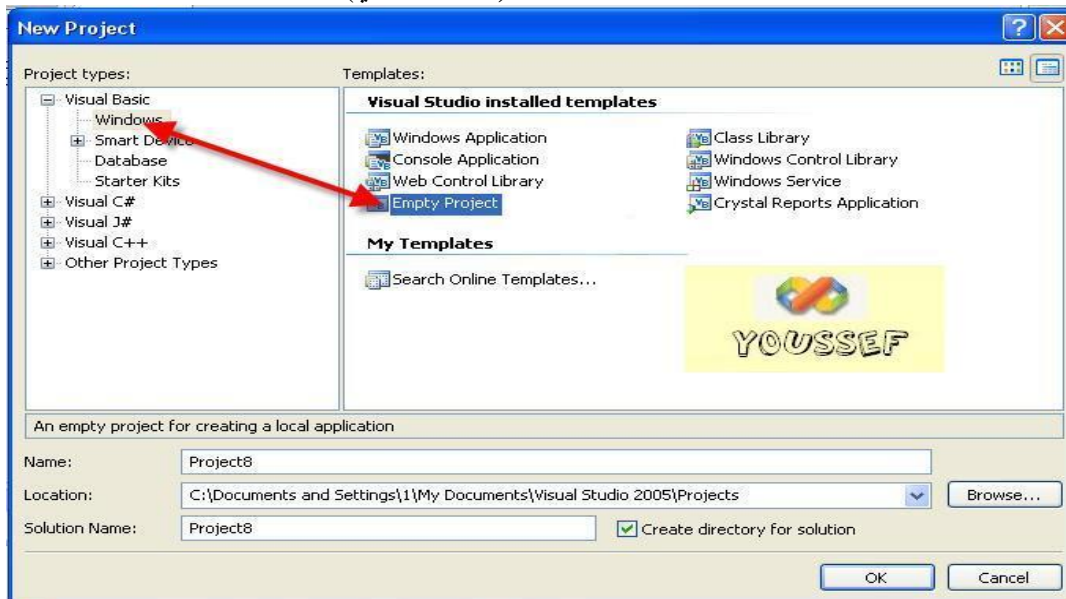 New Project
Project types:
Templates:
Visual Basic
Windows
Smart Device
Database
Starter Kits
Visual C#
Visual J#
Visual C++
Other Project Types
Visual Studio installed templates
Windows Application
Console Application
Web Control Library
Empty Project
Class Library
Windows Control Library
Windows Service
Crystal Reports Application
My Templates
Search Online Templates...
YOUSSEF
An empty project for creating a local application
Name:
Project8
Location:
C:\Documents and Settings\1\My Documents\Visual Studio 2005\Projects
Browse...
Solution Name:
Project8
Create directory for solution
OK
Cancel